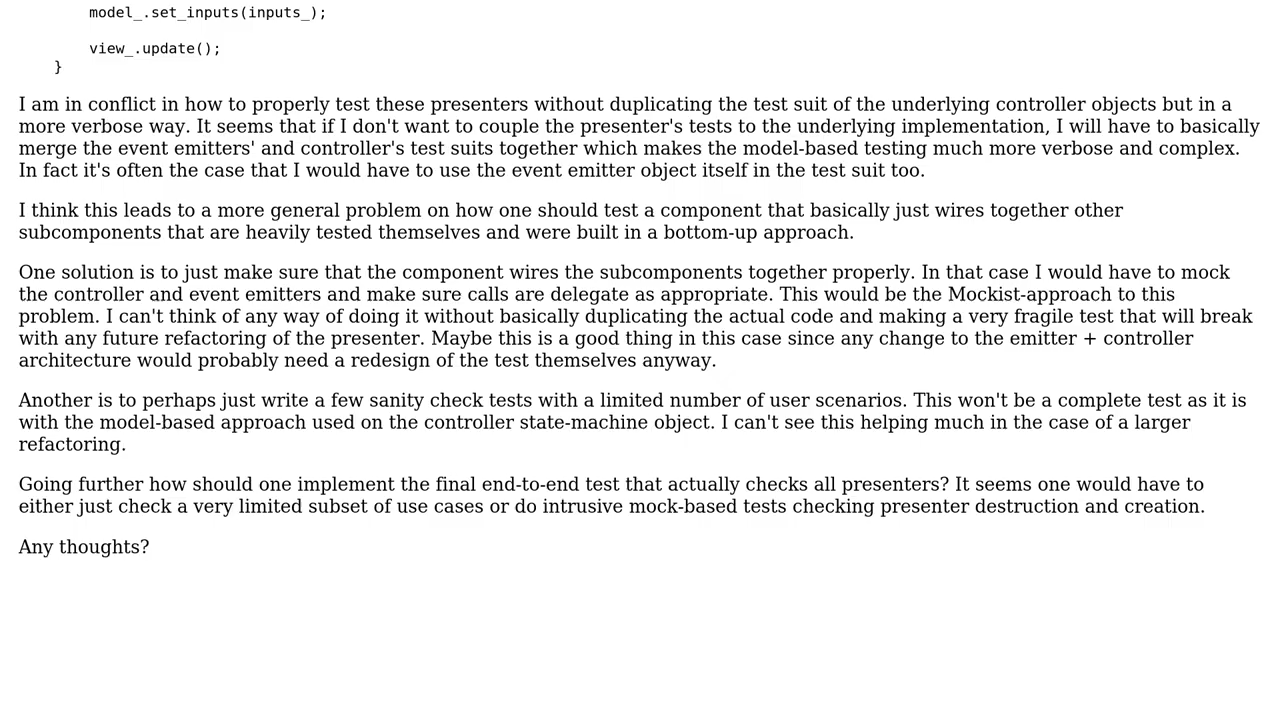 model_.set_inputs(inputs_);
view_.update();
}
I am in conflict in how to properly test these presenters without duplicating the test suit of the underlying controller objects but in a
more verbose way. It seems that if I don't want to couple the presenter's tests to the underlying implementation, I will have to basically
merge the event emitters' and controller's test suits together which makes the model-based testing much more verbose and complex.
In fact it's often the case that I would have to use the event emitter object itself in the test suit too.
I think this leads to a more general problem on how one should test a component that basically just wires together other
subcomponents that are heavily tested themselves and were built in a bottom-up approach.
One solution is to just make sure that the component wires the subcomponents together properly. In that case I would have to mock
the controller and event emitters and make sure calls are delegate as appropriate. This would be the Mockist-approach to this
problem. I can't think of any way of doing it without basically duplicating the actual code and making a very fragile test that will break
with any future refactoring of the presenter. Maybe this is a good thing in this case since any change to the emitter + controller
architecture would probably need a redesign of the test themselves anyway.
Another is to perhaps just write a few sanity check tests with a limited number of user scenarios. This won't be a complete test as it is
with the model-based approach used on the controller state-machine object. I can't see this helping much in the case of a larger
refactoring.
Going further how should one implement the final end-to-end test that actually checks all presenters? It seems one would have to
either just check a very limited subset of use cases or do intrusive mock-based tests checking presenter destruction and creation.
Any thoughts?